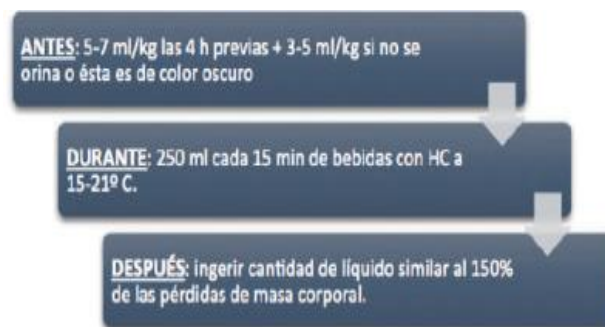 ANTES: 5-7 ml/kg las 4 h previas + 3-5 ml/kg si no se
orina o ésta es de color oscuro
DURANTE: 250 ml cada 15 min de bebidas con HC a
15-21º C.
DESPUÉS: ingerir cantidad de líquido similar al 150%
de las pérdidas de masa corporal.